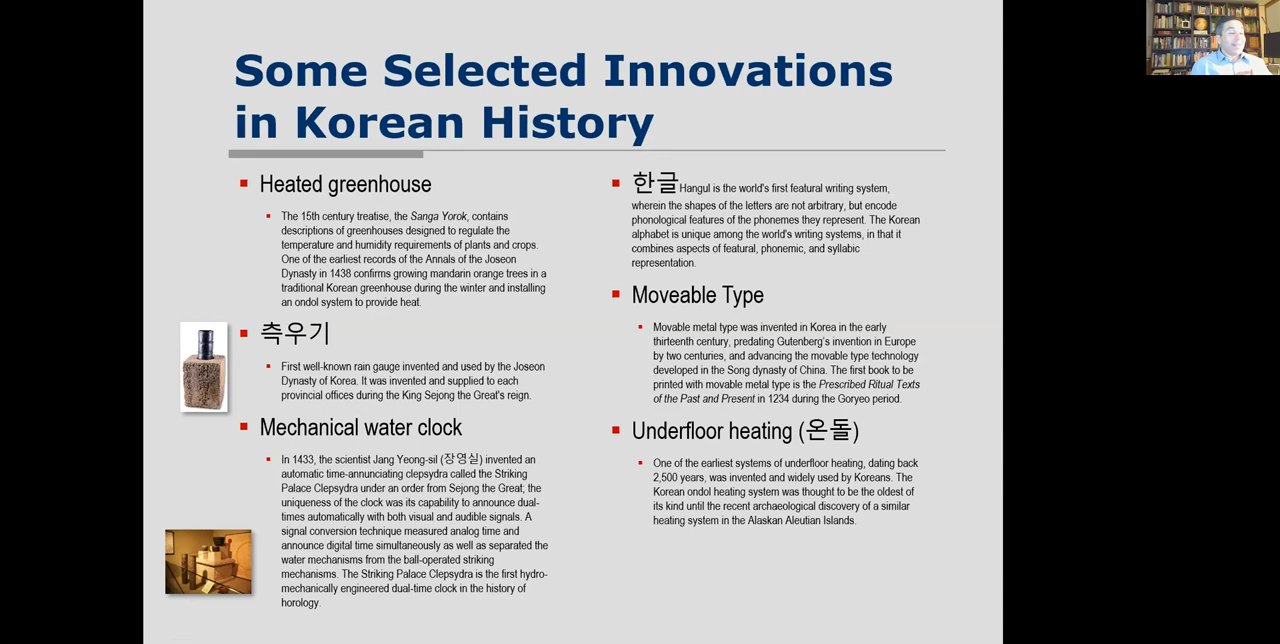 Some Selected Innovations
in Korean History
Heated greenhouse
The 15th century treatise, the Sanga Yorok, contains
descriptions of greenhouses designed to regulate the
temperature and humidity requirements of plants and crops.
One of the earliest records of the Annals of the Joseon
Dynasty in 1438 confirms growing mandarin orange trees in a
traditional Korean greenhouse during the winter and installing
an ondol system to provide heat.
측우기
First well-known rain gauge invented and used by the Joseon
Dynasty of Korea. It was invented and supplied to each
provincial offices during the King Sejong the Great's reign.
Mechanical water clock
In 1433, the scientist Jang Yeong-sil (장영실) invented an
automatic time-annunciating clepsydra called the Striking
Palace Clepsydra under an order from Sejong the Great; the
uniqueness of the clock was its capability to announce dual-
times automatically with both visual and audible signals. A
signal conversion technique measured analog time and
announce digital time simultaneously as well as separated the
water mechanisms from the ball-operated striking
mechanisms. The Striking Palace Clepsydra is the first hydro-
mechanically engineered dual-time clock in the history of
horology.
한글Hangul is the world's first featural writing system,
wherein the shapes of the letters are not arbitrary, but encode
phonological features of the phonemes they represent. The Korean
alphabet is unique among the world's writing systems, in that it
combines aspects of featural, phonemic, and syllabic
representation.
Moveable Type
Movable metal type was invented in Korea in the early
thirteenth century, predating Gutenberg's invention in Europe
by two centuries, and advancing the movable type technology
developed in the Song dynasty of China. The first book to be
printed with movable metal type is the Prescribed Ritual Texts
of the Past and Present in 1234 during the Goryeo period.
Underfloor heating (온돌)
One of the earliest systems of underfloor heating, dating back
2,500 years, was invented and widely used by Koreans. The
Korean ondol heating system was thought to be the oldest of
its kind until the recent archaeological discovery of a similar
heating system in the Alaskan Aleutian Islands.